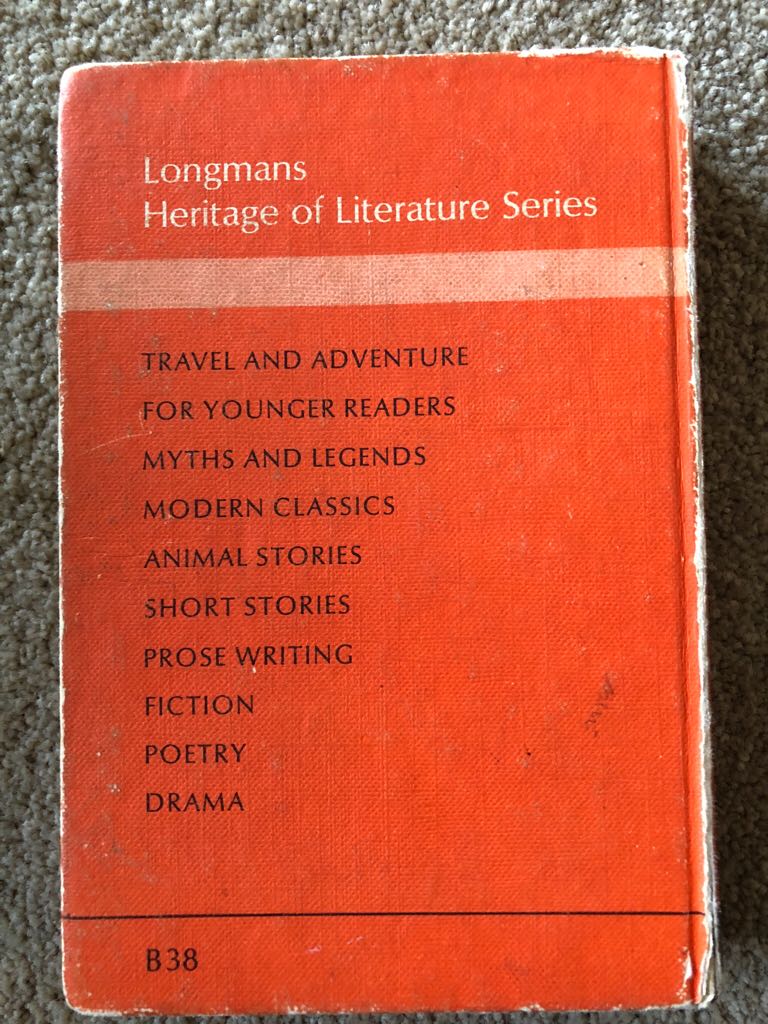 Longmans
Heritage of Literature Series
TRAVEL AND ADVENTURE
FOR YOUNGER READERS
MYTHS AND LEGENDS
MODERN CLASSICS
ANIMAL STORIES
SHORT STORIES
PROSE WRITING
FICTION
POETRY
DRAMA
B38